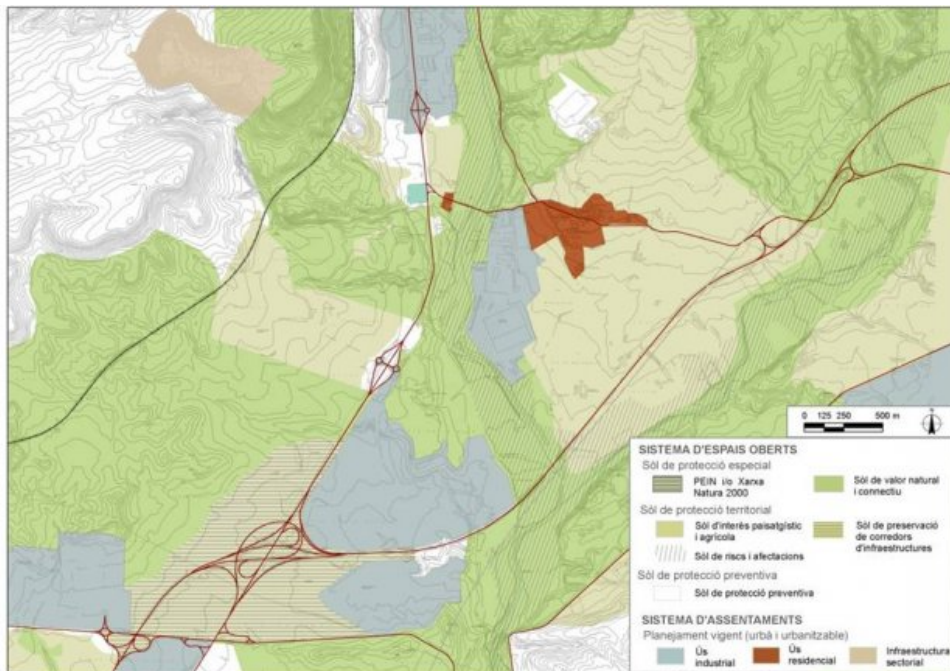 0 125 250 500 m
SISTEMA D'ESPAIS OBERTS
Sòl de protecció especial
PEIN i/o Xarxa
Natura 2000
Sòl de valor natural
i connectiu
Sòl de protecció territorial
Sòl d'interès paisatgístic
i agrícola
Sòl de preservació
de corredors
d'infraestructures
Sòl de riscs i afectacions
Sòl de protecció preventiva
Sòl de protecció preventiva
SISTEMA D'ASSENTAMENTS
Planejament vigent (urbà i urbanitzable)
Ús
industrial
Ús
residencial
Infraestructura
sectorial